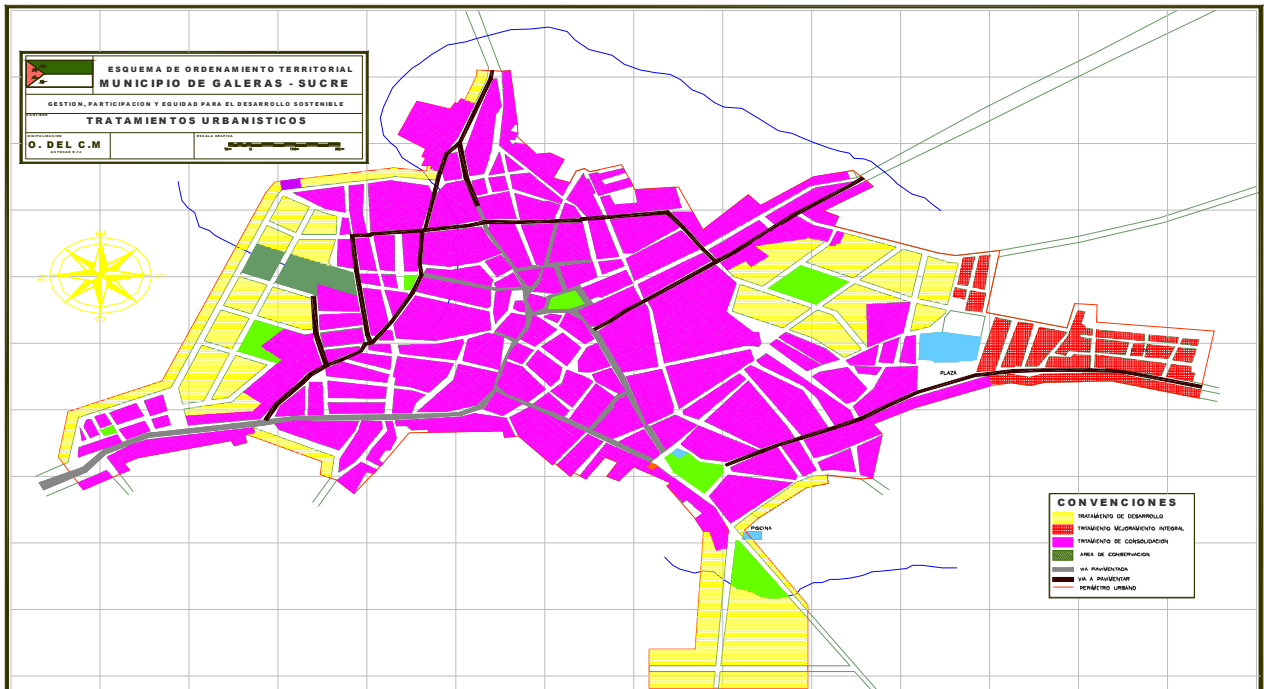 ESQUEMA DE ORDENAMIENTO TERRITORIAL
MUNICIPIO DE GALERAS - SUCRE
GESTION, PARTICIPACION Y EQUIDAD PARA EL DESARROLLO SOSTENIBLE
TRATAMIENTOS URBANISTICOS
O. DEL C.M
ESCALA GRAFICA
PLAZA
PISCINA
CONVENCIONES
TRATAMIENTO DE DESARROLLO
TRATAMIENTO MEJORAMIENTO INTEGRAL
TRATAMIENTO DE CONSOLIDACION
AREA DE CONSERVACION
VIA PAVIMENTADA
VIA A PAVIMENTAR
PERIMETRO URBANO